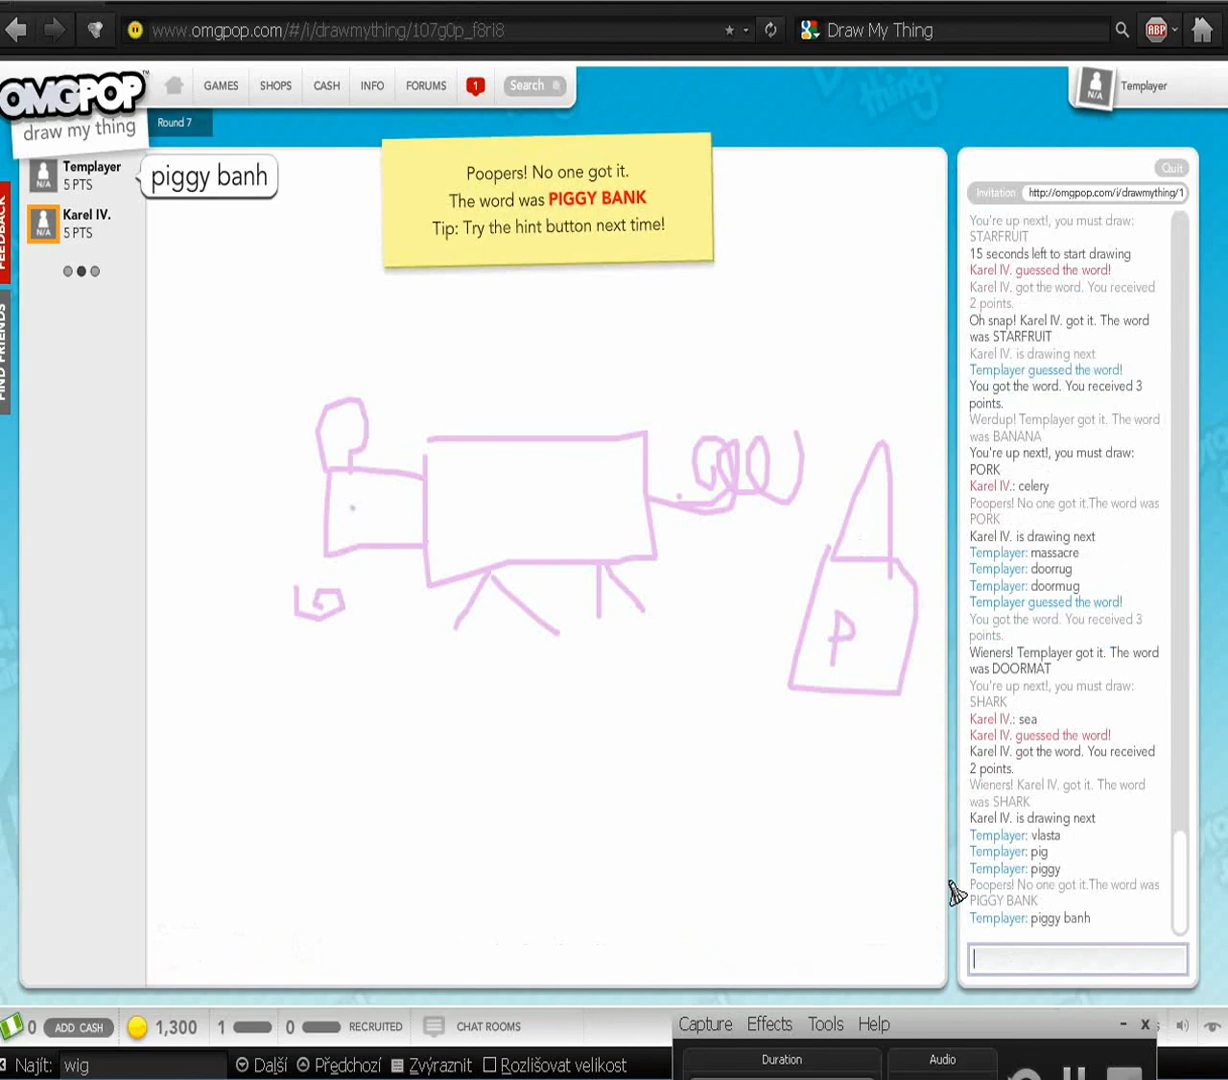 www.omgpop.com/#/i/drawmything/107g0p_f8rl8
Draw My Thing
ABP
OMGPOP
draw my thing
GAMES
SHOPS
CASH
INFO
FORUMS
1
Search
N/A
Templayer
Round 7
FEEDBACK
FIND FRIENDS
N/A
Templayer
5 PTS
piggy banh
N/A
Karel IV.
5 PTS
Poopers! No one got it.
The word was PIGGY BANK
Tip: Try the hint button next time!
P
Quit
Invitation
http://omgpop.com/i/drawmything/1
You're up next!, you must draw:
STARFRUIT
15 seconds left to start drawing
Karel IV. guessed the word!
Karel IV. got the word. You received
2 points.
Oh snap! Karel IV. got it. The word
was STARFRUIT
Karel IV. is drawing next
Templayer guessed the word!
You got the word. You received 3
points.
Werdup! Templayer got it. The word
was BANANA
You're up next!, you must draw:
PORK
Karel IV.: celery
Poopers! No one got it.The word was
PORK
Karel IV. is drawing next
Templayer: massacre
Templayer: doorrug
Templayer: doormug
Templayer guessed the word!
You got the word. You received 3
points.
Wieners! Templayer got it. The word
was DOORMAT
You're up next!, you must draw:
SHARK
Karel IV.: sea
Karel IV. guessed the word!
Karel IV. got the word. You received
2 points.
Wieners! Karel IV. got it. The word
was SHARK
Karel IV. is drawing next
Templayer: vlasta
Templayer: pig
Templayer: piggy
Poopers! No one got it.The word was
PIGGY BANK
Templayer: piggy banh
0
ADD CASH
1,300
1
0
RECRUITED
CHAT ROOMS
Capture
Effects
Tools
Help
Duration
Audio
Najít:
wig
Další
Předchozí
Zvýraznit
Rozlišovat velikost